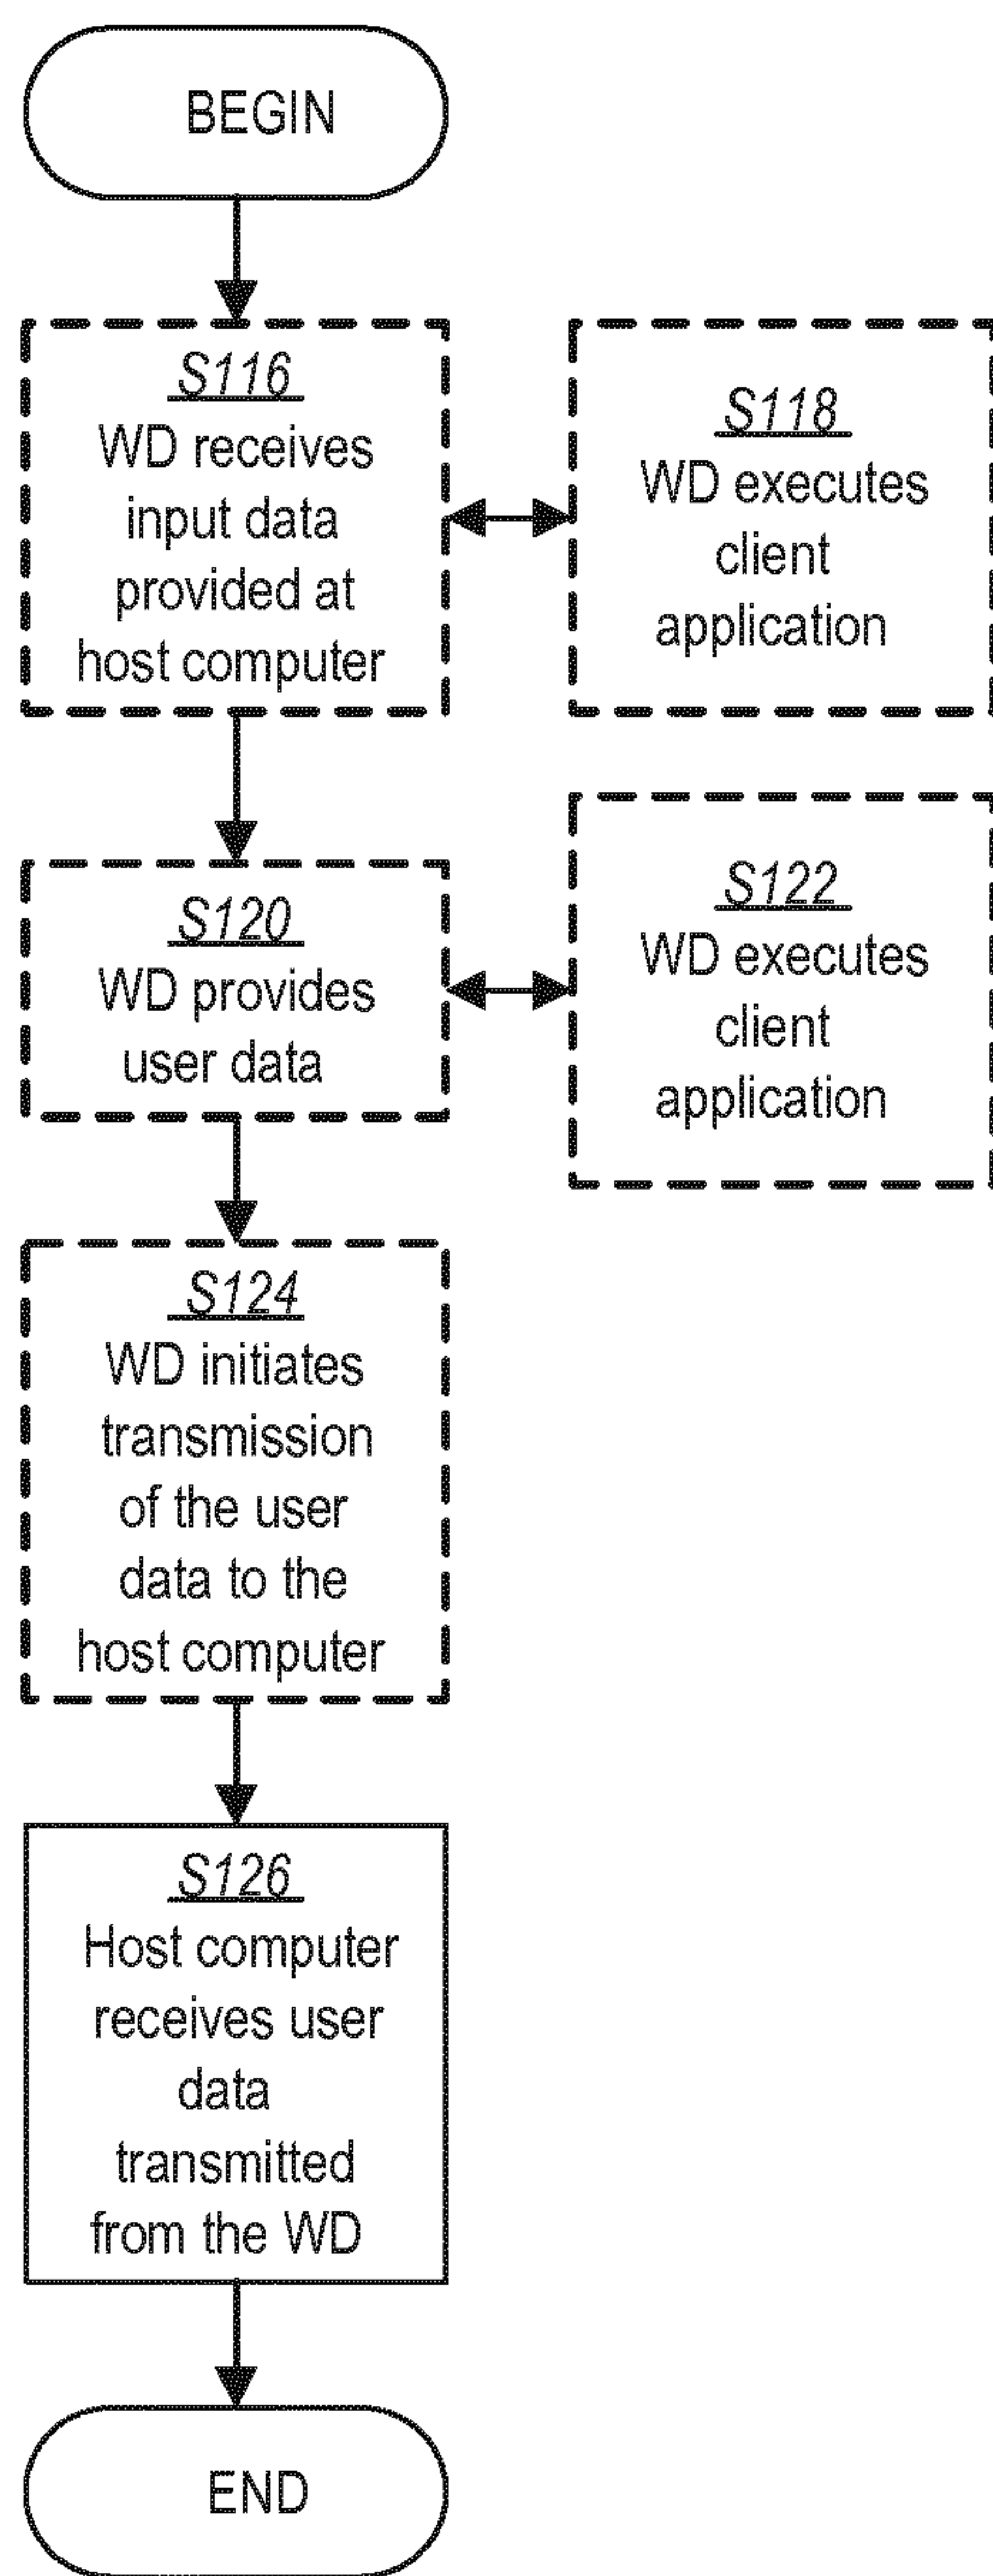 BEGIN
S116
WD receives
input data
provided at
host computer
S118
WD executes
client
application
S120
WD provides
user data
S122
WD executes
client
application
S124
WD initiates
transmission
of the user
data to the
host computer
S126
Host computer
receives user
data
transmitted
from the WD
END